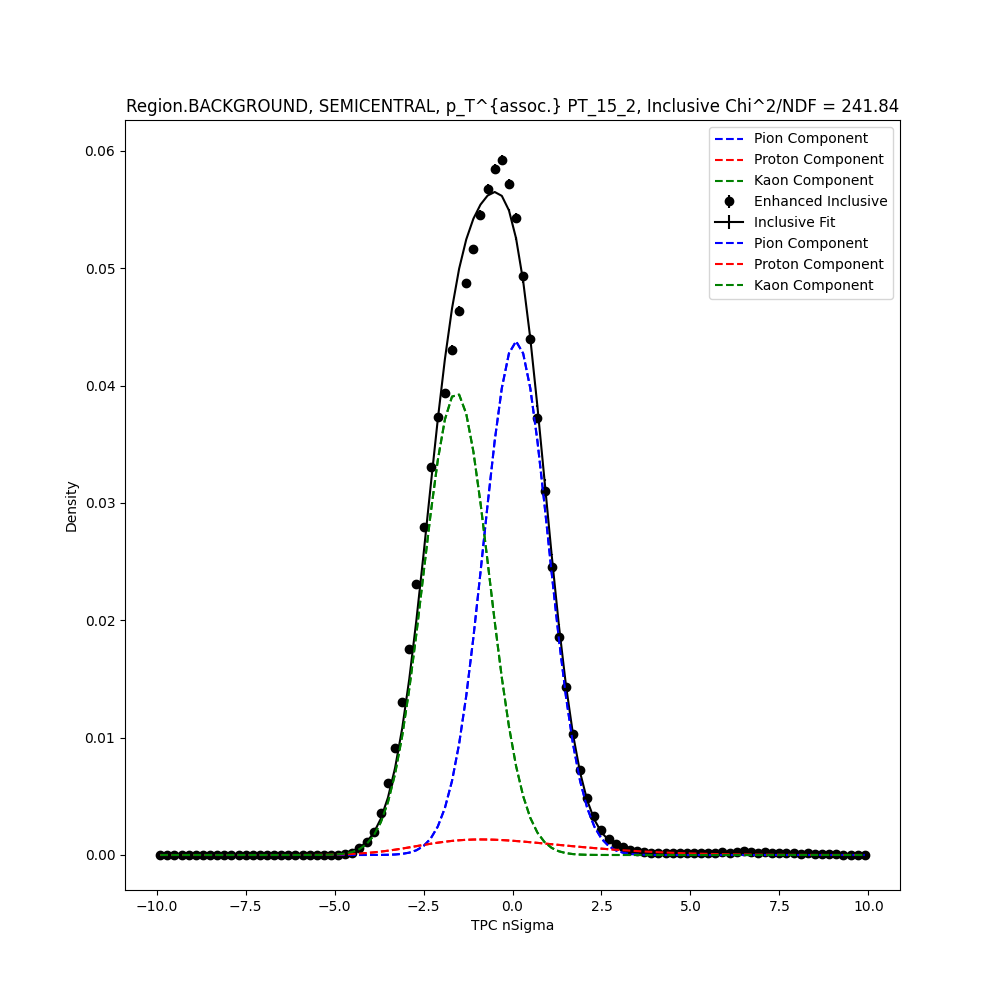 Region.BACKGROUND, SEMICENTRAL, p_T^{assoc.} PT_15_2, Inclusive Chi^2/NDF = 241.84
Pion Component
Proton Component
Kaon Component
Enhanced Inclusive
Inclusive Fit
Pion Component
Proton Component
Kaon Component
0.06
0.05
0.04
0.03
0.02
0.01
0.00
Density
−10.0 −7.5 −5.0 −2.5 0.0 2.5 5.0 7.5 10.0
TPC nSigma